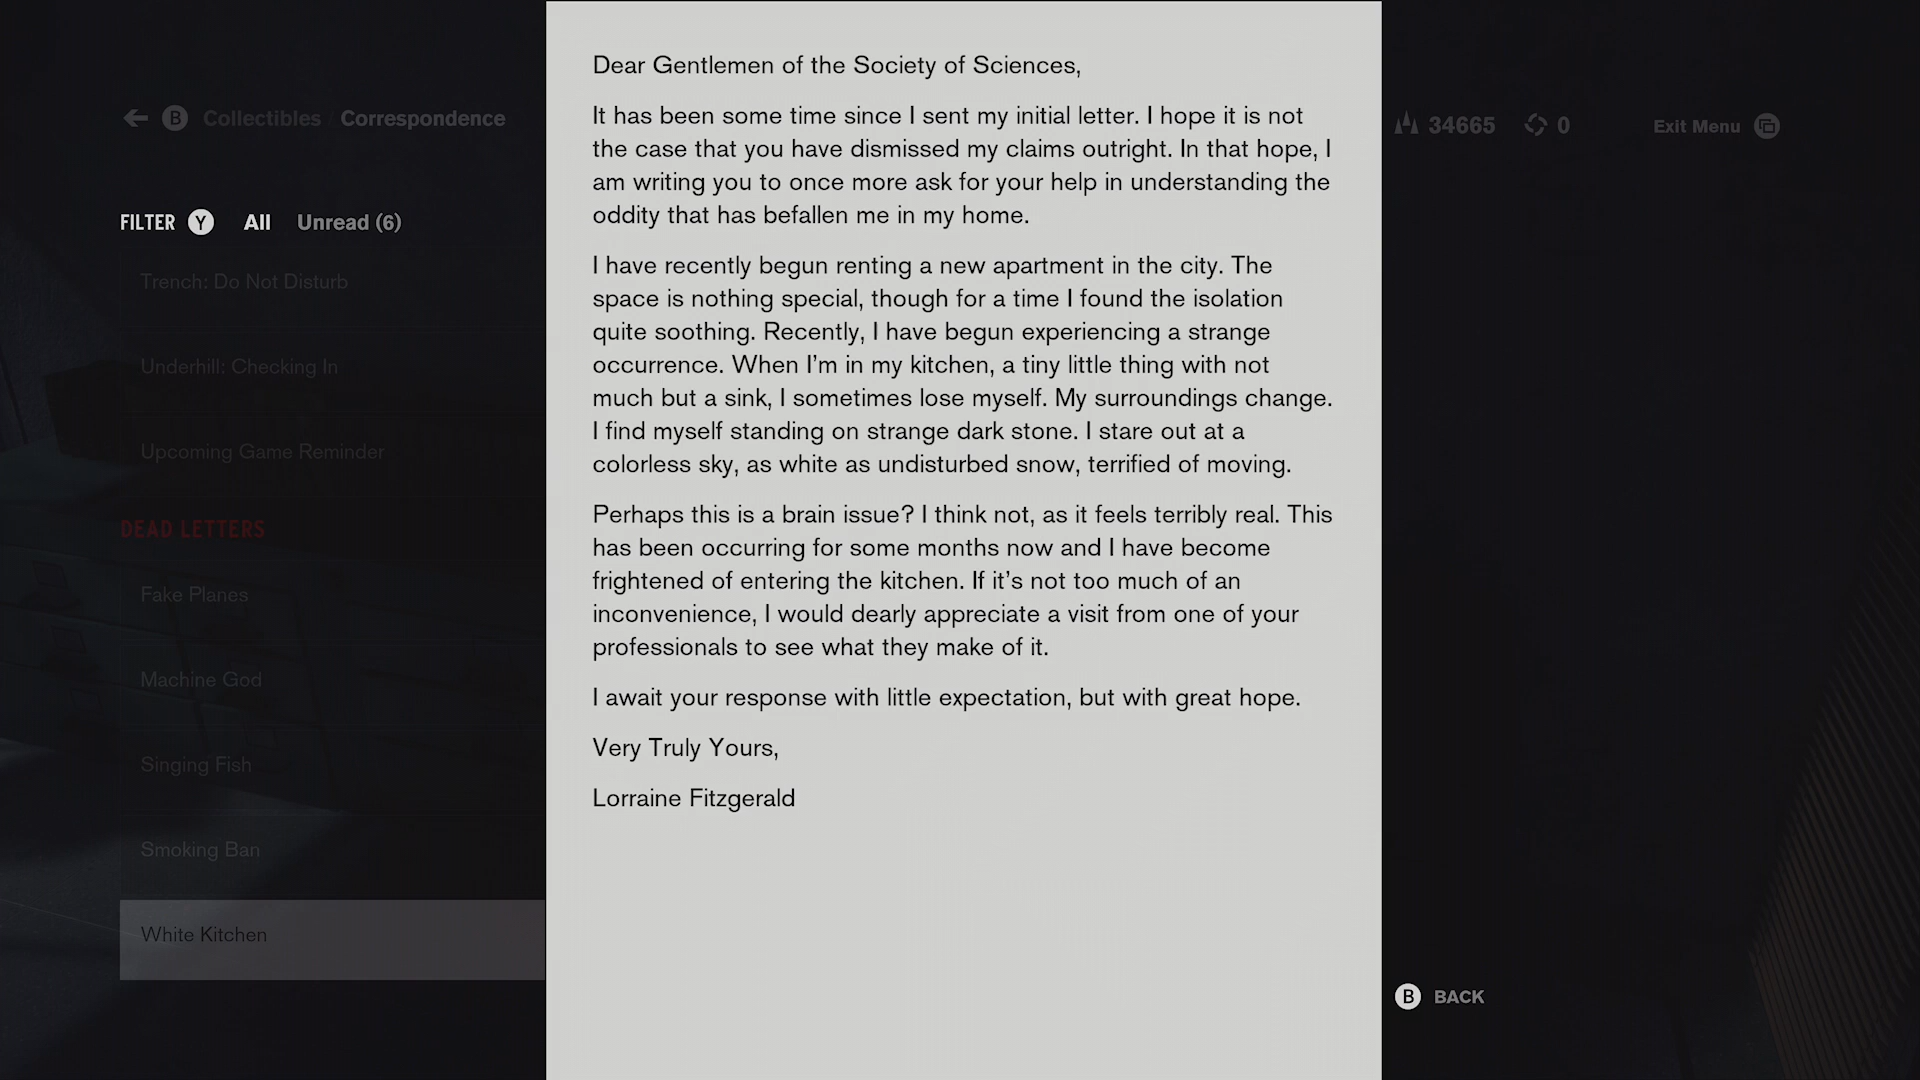 B Collectibles / Correspondence
34665 0 Exit Menu
FILTER Y All Unread (6)
Trench: Do Not Disturb
Underhill: Checking In
Upcoming Game Reminder
DEAD LETTERS
Fake Planes
Machine God
Singing Fish
Smoking Ban
White Kitchen
Dear Gentlemen of the Society of Sciences,
It has been some time since I sent my initial letter. I hope it is not
the case that you have dismissed my claims outright. In that hope, I
am writing you to once more ask for your help in understanding the
oddity that has befallen me in my home.
I have recently begun renting a new apartment in the city. The
space is nothing special, though for a time I found the isolation
quite soothing. Recently, I have begun experiencing a strange
occurrence. When I’m in my kitchen, a tiny little thing with not
much but a sink, I sometimes lose myself. My surroundings change.
I find myself standing on strange dark stone. I stare out at a
colorless sky, as white as undisturbed snow, terrified of moving.
Perhaps this is a brain issue? I think not, as it feels terribly real. This
has been occurring for some months now and I have become
frightened of entering the kitchen. If it’s not too much of an
inconvenience, I would dearly appreciate a visit from one of your
professionals to see what they make of it.
I await your response with little expectation, but with great hope.
Very Truly Yours,
Lorraine Fitzgerald
B BACK